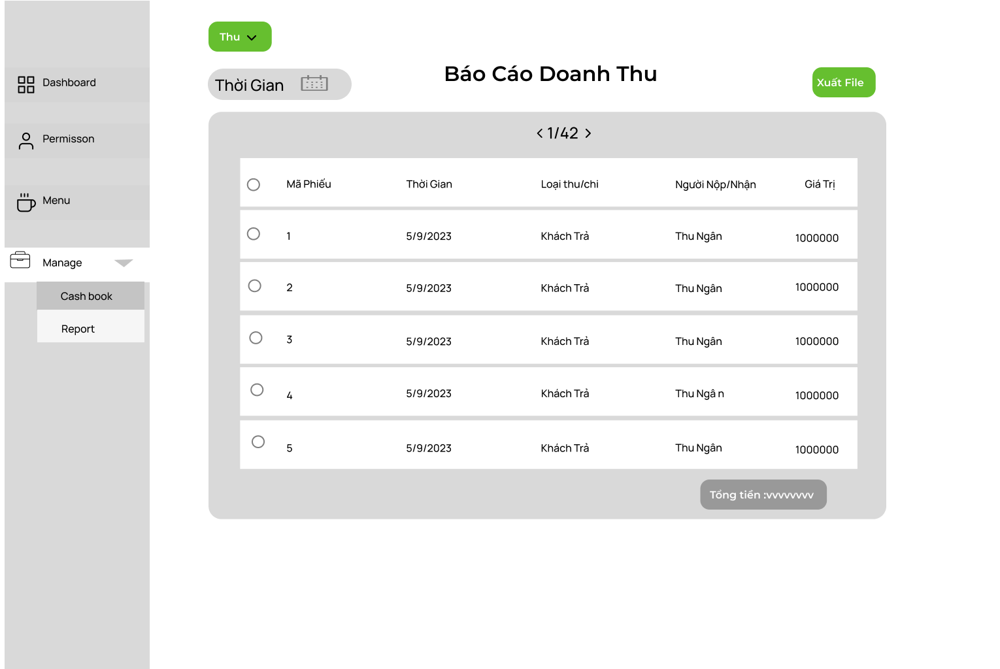 Thu
Thời Gian
Báo Cáo Doanh Thu
Xuất File
Dashboard
Permisson
Menu
Manage
Cash book
Report
1/42
Mã Phiếu Thời Gian Loại thu/chi Người Nộp/Nhận Giá Trị
1 5/9/2023 Khách Trả Thu Ngân 1000000
2 5/9/2023 Khách Trả Thu Ngân 1000000
3 5/9/2023 Khách Trả Thu Ngân 1000000
4 5/9/2023 Khách Trả Thu Ngâ n 1000000
5 5/9/2023 Khách Trả Thu Ngân 1000000
Tổng tiền :vvvvvvvv